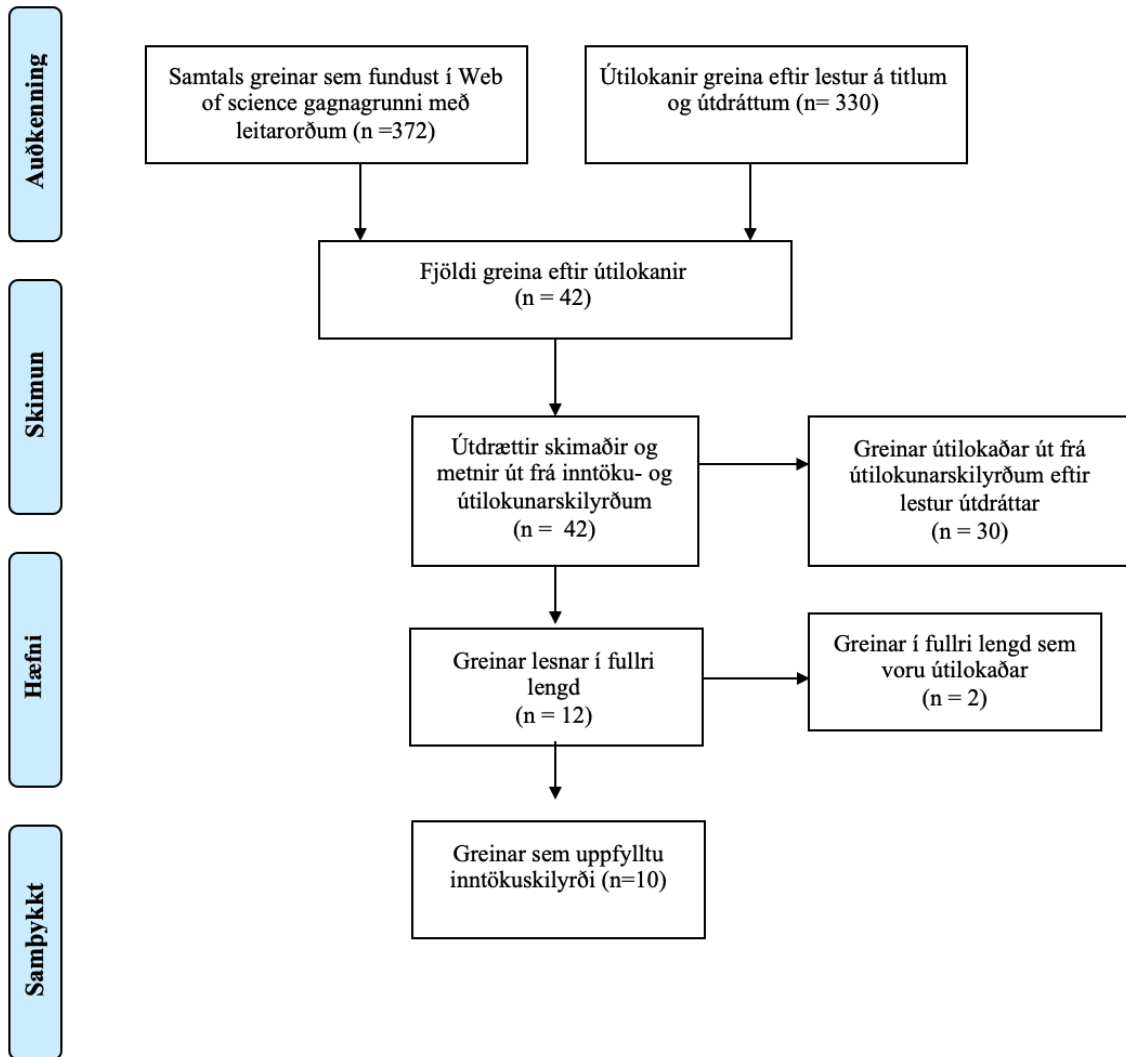 Auðkenning
Samtals greinar sem fundust í Web
of science gagnagrunni með
leitarorðum (n =372)
Útilokanir greina eftir lestur á titlum
og útdráttum (n= 330)
Fjöldi greina eftir útilokanir
(n = 42)
Skimun
Útdrættir skimaðir og
metnir út frá inntöku- og
útilokunarskilyrðum
(n =  42)
Greinar útilokaðar út frá
útilokunarskilyrðum eftir
lestur útdráttar
(n = 30)
Hæfni
Greinar lesnar í fullri
lengd
(n = 12)
Greinar í fullri lengd sem
voru útilokaðar
(n = 2)
Samþykkt
Greinar sem uppfylltu
inntökuskilyrði (n=10)